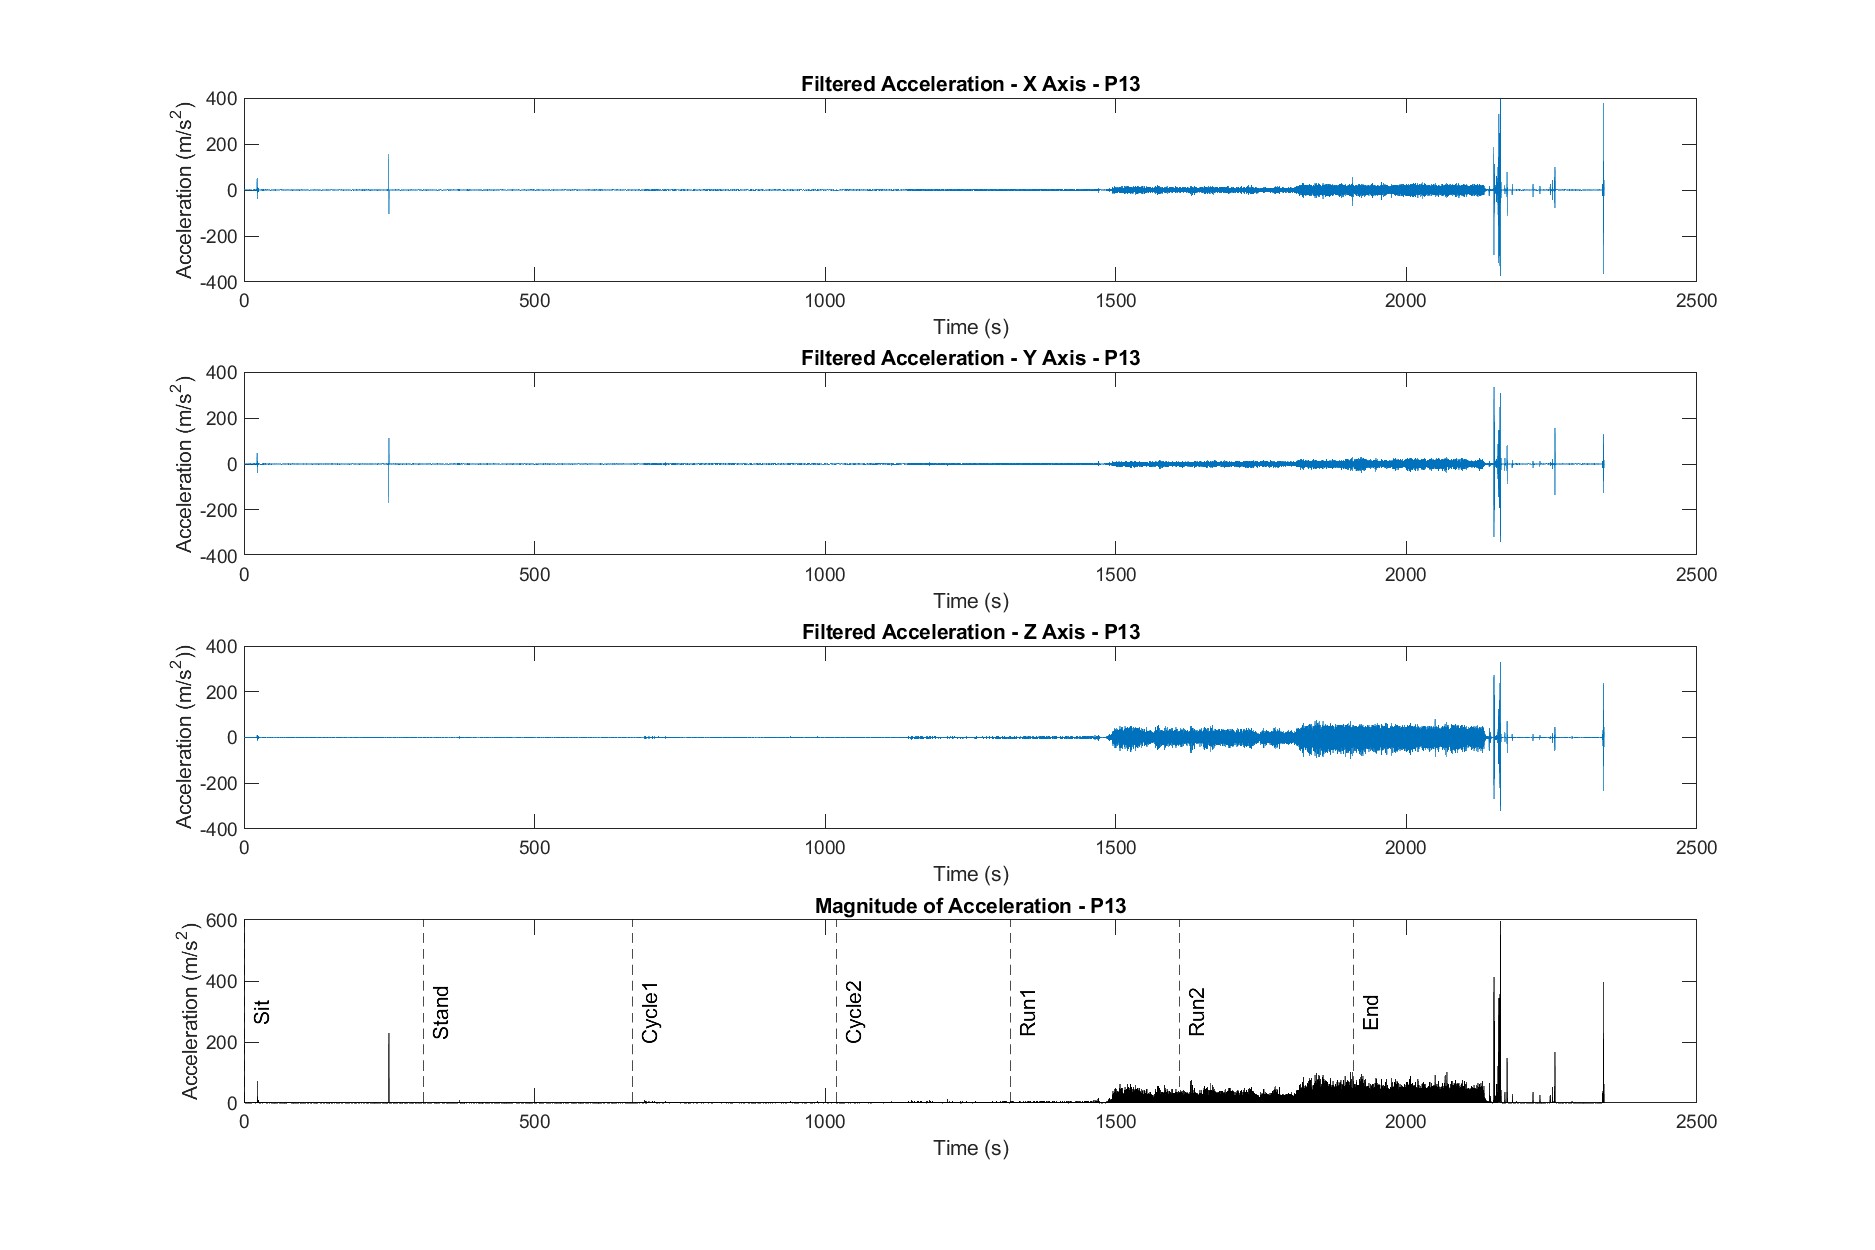 Filtered Acceleration - X Axis - P13
Acceleration (m/s²)
400
200
0
-200
-400
0 500 1000 1500 2000 2500
Time (s)
Filtered Acceleration - Y Axis - P13
Acceleration (m/s²)
400
200
0
-200
-400
0 500 1000 1500 2000 2500
Time (s)
Filtered Acceleration - Z Axis - P13
Acceleration (m/s²))
400
200
0
-200
-400
0 500 1000 1500 2000 2500
Time (s)
Magnitude of Acceleration - P13
Acceleration (m/s²)
600
400
200
0
Sit
Stand
Cycle1
Cycle2
Run1
Run2
End
0 500 1000 1500 2000 2500
Time (s)